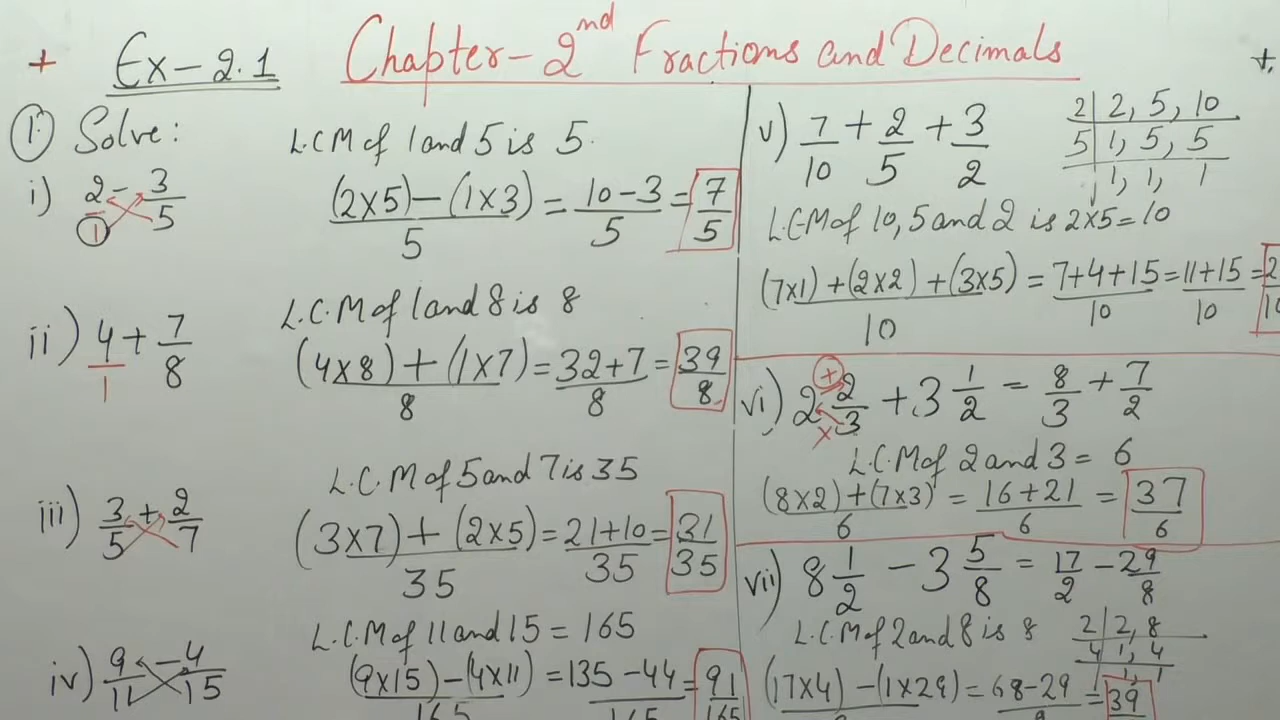 + Ex-2.1 Chapter-2nd Fractions and Decimals +.
① Solve:
i) 2/1 - 3/5
L.C.M of 1 and 5 is 5.
(2×5)-(1×3)/5 = 10-3/5 = 7/5
ii) 4/1 + 7/8
L.C.M of 1 and 8 is 8
(4×8)+(1×7)/8 = 32+7/8 = 39/8
iii) 3/5 + 2/7
L.C.M of 5 and 7 is 35
(3×7)+(2×5)/35 = 21+10/35 = 31/35
iv) 9/11 - 4/15
L.C.M of 11 and 15 = 165
(9×15)-(4×11)/165 = 135-44/165 = 91/165
v) 7/10 + 2/5 + 3/2
2 | 2, 5, 10
5 | 1, 5, 5
1, 1, 1
L.C.M of 10, 5 and 2 is 2×5=10
(7×1)+(2×2)+(3×5)/10 = 7+4+15/10 = 11+15/10 =
vi) 2 2/3 + 3 1/2 = 8/3 + 7/2
+
×
L.C.M of 2 and 3 = 6
(8×2)+(7×3)/6 = 16+21/6 = 37/6
vii) 8 1/2 - 3 5/8 = 17/2 - 29/8
L.C.M of 2 and 8 is 8
2 | 2, 8
4 | 1, 4
1, 1
(17×4)-(1×29)/8 = 68-29/8 = 39